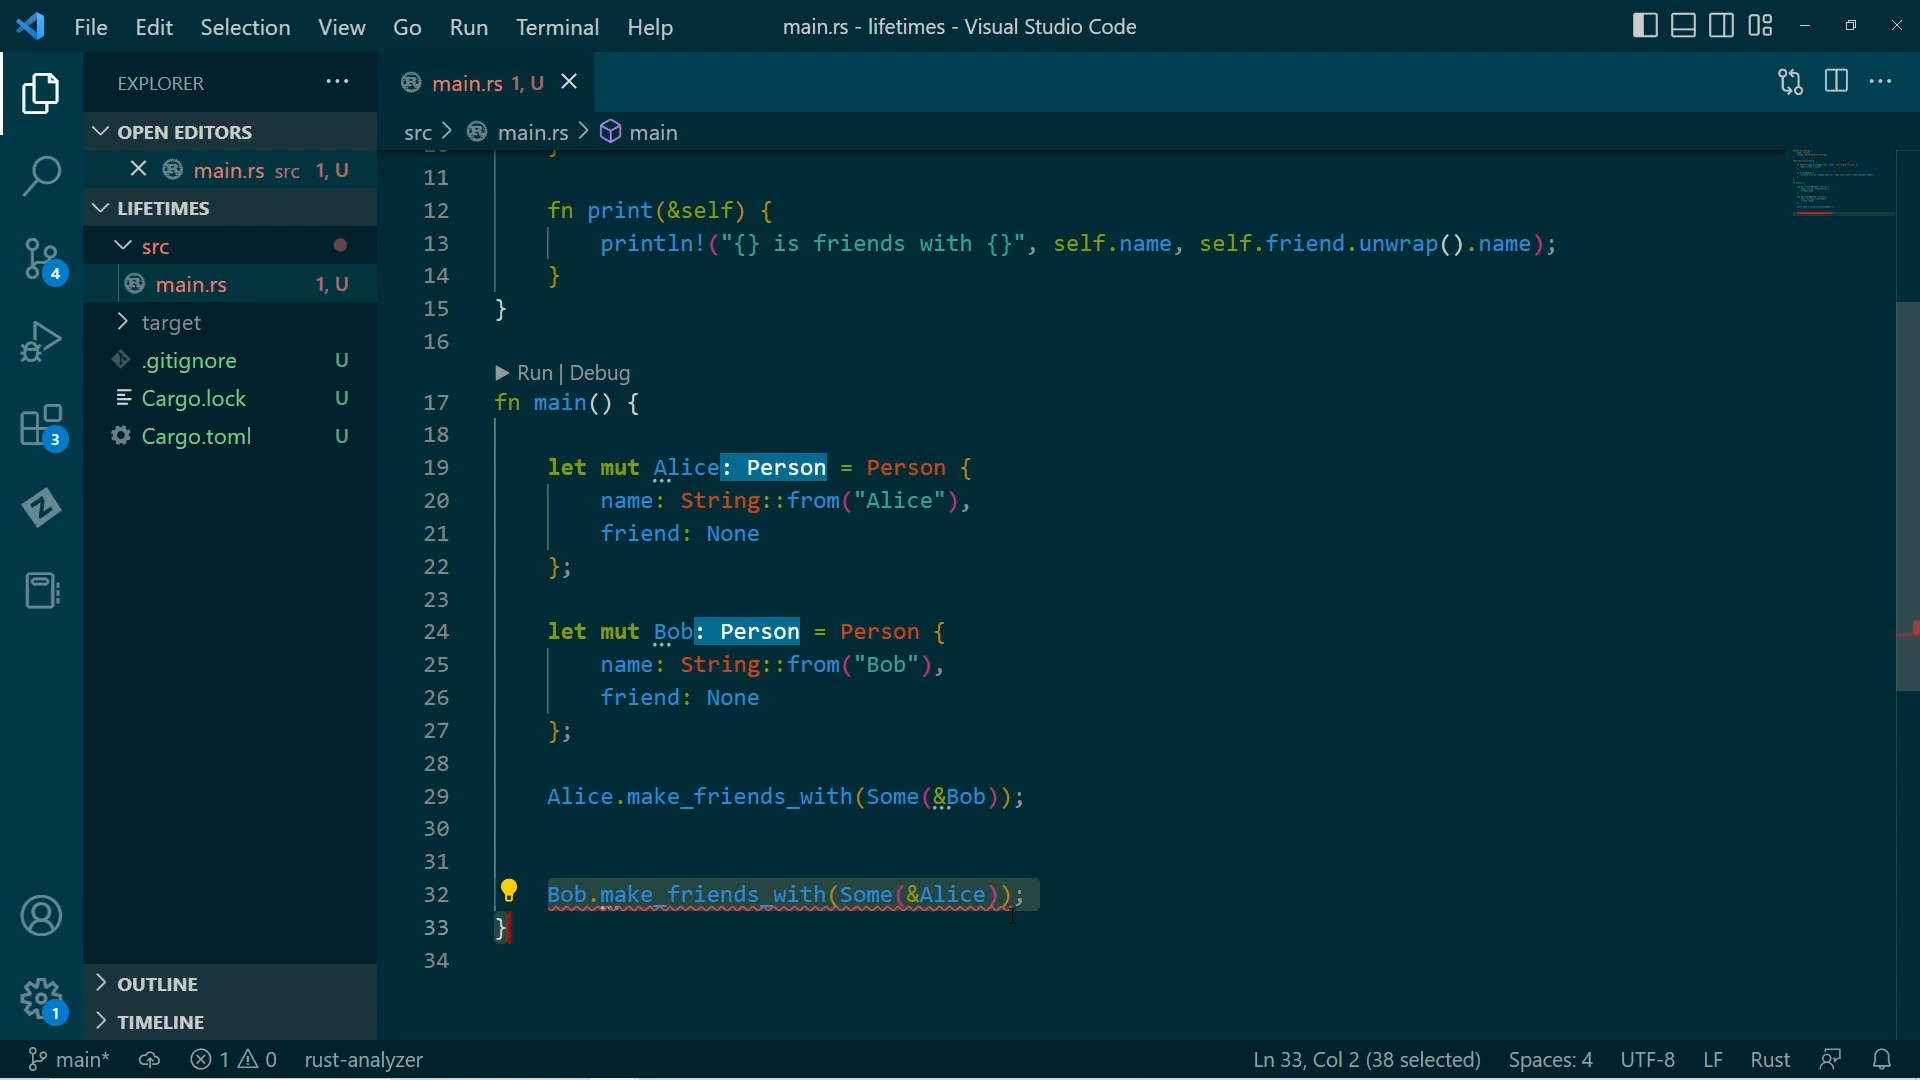 File Edit Selection View Go Run Terminal Help
main.rs - lifetimes - Visual Studio Code
EXPLORER
main.rs 1, U
OPEN EDITORS
src > main.rs > main
main.rs src 1, U
LIFETIMES
src
main.rs 1, U
target
.gitignore U
Cargo.lock U
Cargo.toml U
4
3
1
OUTLINE
TIMELINE
11
12 fn print(&self) {
13 println!("{} is friends with {}", self.name, self.friend.unwrap().name);
14 }
15 }
16
Run | Debug
17 fn main() {
18
19 let mut Alice: Person = Person {
20 name: String::from("Alice"),
21 friend: None
22 };
23
24 let mut Bob: Person = Person {
25 name: String::from("Bob"),
26 friend: None
27 };
28
29 Alice.make_friends_with(Some(&Bob));
30
31
32 Bob.make_friends_with(Some(&Alice));
33 }
34
main* 1 0 rust-analyzer
Ln 33, Col 2 (38 selected) Spaces: 4 UTF-8 LF Rust